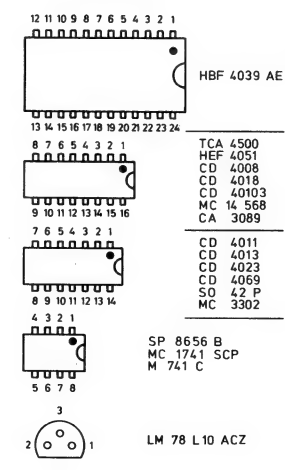 12 11 10 9 8 7 6 5 4 3 2 1
HBF 4039 AE
13 14 15 16 17 18 19 20 21 22 23 24
8 7 6 5 4 3 2 1
9 10 11 12 13 14 15 16
TCA 4500
HEF 4051
CD 4008
CD 4018
CD 40103
MC 14 568
CA 3089
7 6 5 4 3 2 1
8 9 10 11 12 13 14
CD 4011
CD 4013
CD 4023
CD 4069
SO 42 P
MC 3302
4 3 2 1
5 6 7 8
SP 8656 B
MC 1741 SCP
M 741 C
3
2 1
LM 78 L10 ACZ